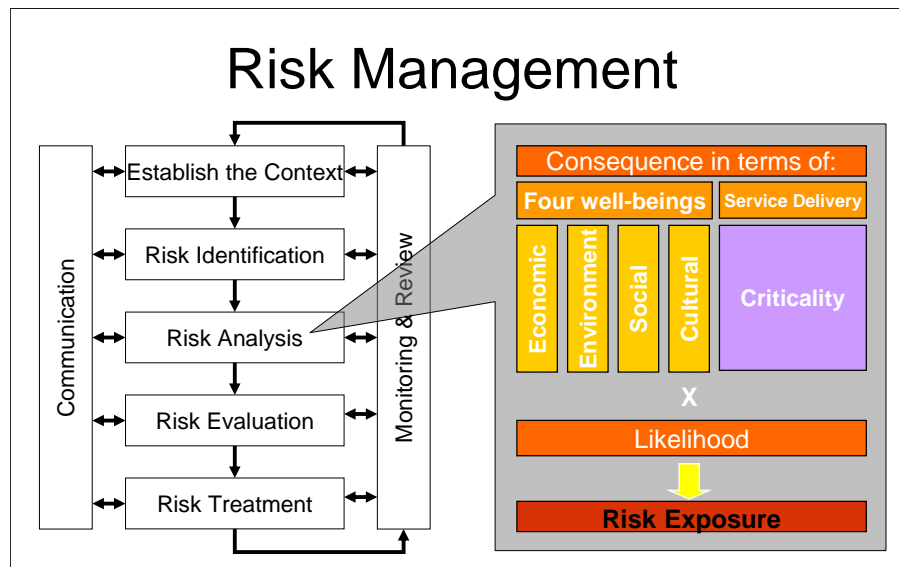 Risk Management
Communication
Establish the Context
Risk Identification
Risk Analysis
Risk Evaluation
Risk Treatment
Monitoring & Review
Consequence in terms of:
Four well-beings
Service Delivery
Economic
Environment
Social
Cultural
Criticality
X
Likelihood
Risk Exposure